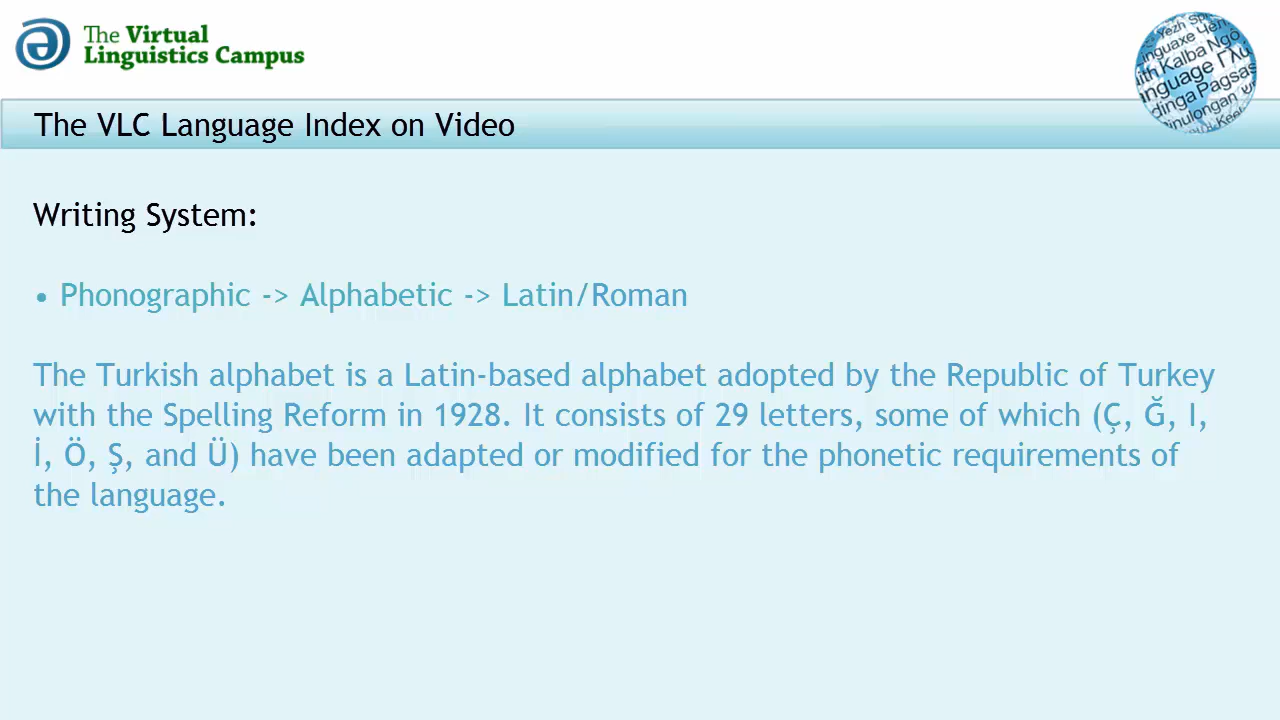 The Virtual
Linguistics Campus
The VLC Language Index on Video
Writing System:
• Phonographic -> Alphabetic -> Latin/Roman
The Turkish alphabet is a Latin-based alphabet adopted by the Republic of Turkey
with the Spelling Reform in 1928. It consists of 29 letters, some of which (Ç, Ğ, I,
İ, Ö, Ş, and Ü) have been adapted or modified for the phonetic requirements of
the language.